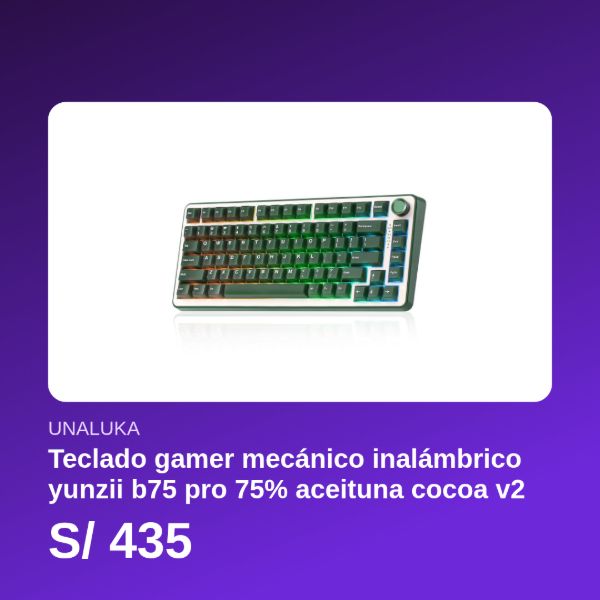 UNALUKA
Teclado gamer mecánico inalámbrico
yunzii b75 pro 75% aceituna cocoa v2
S/ 435